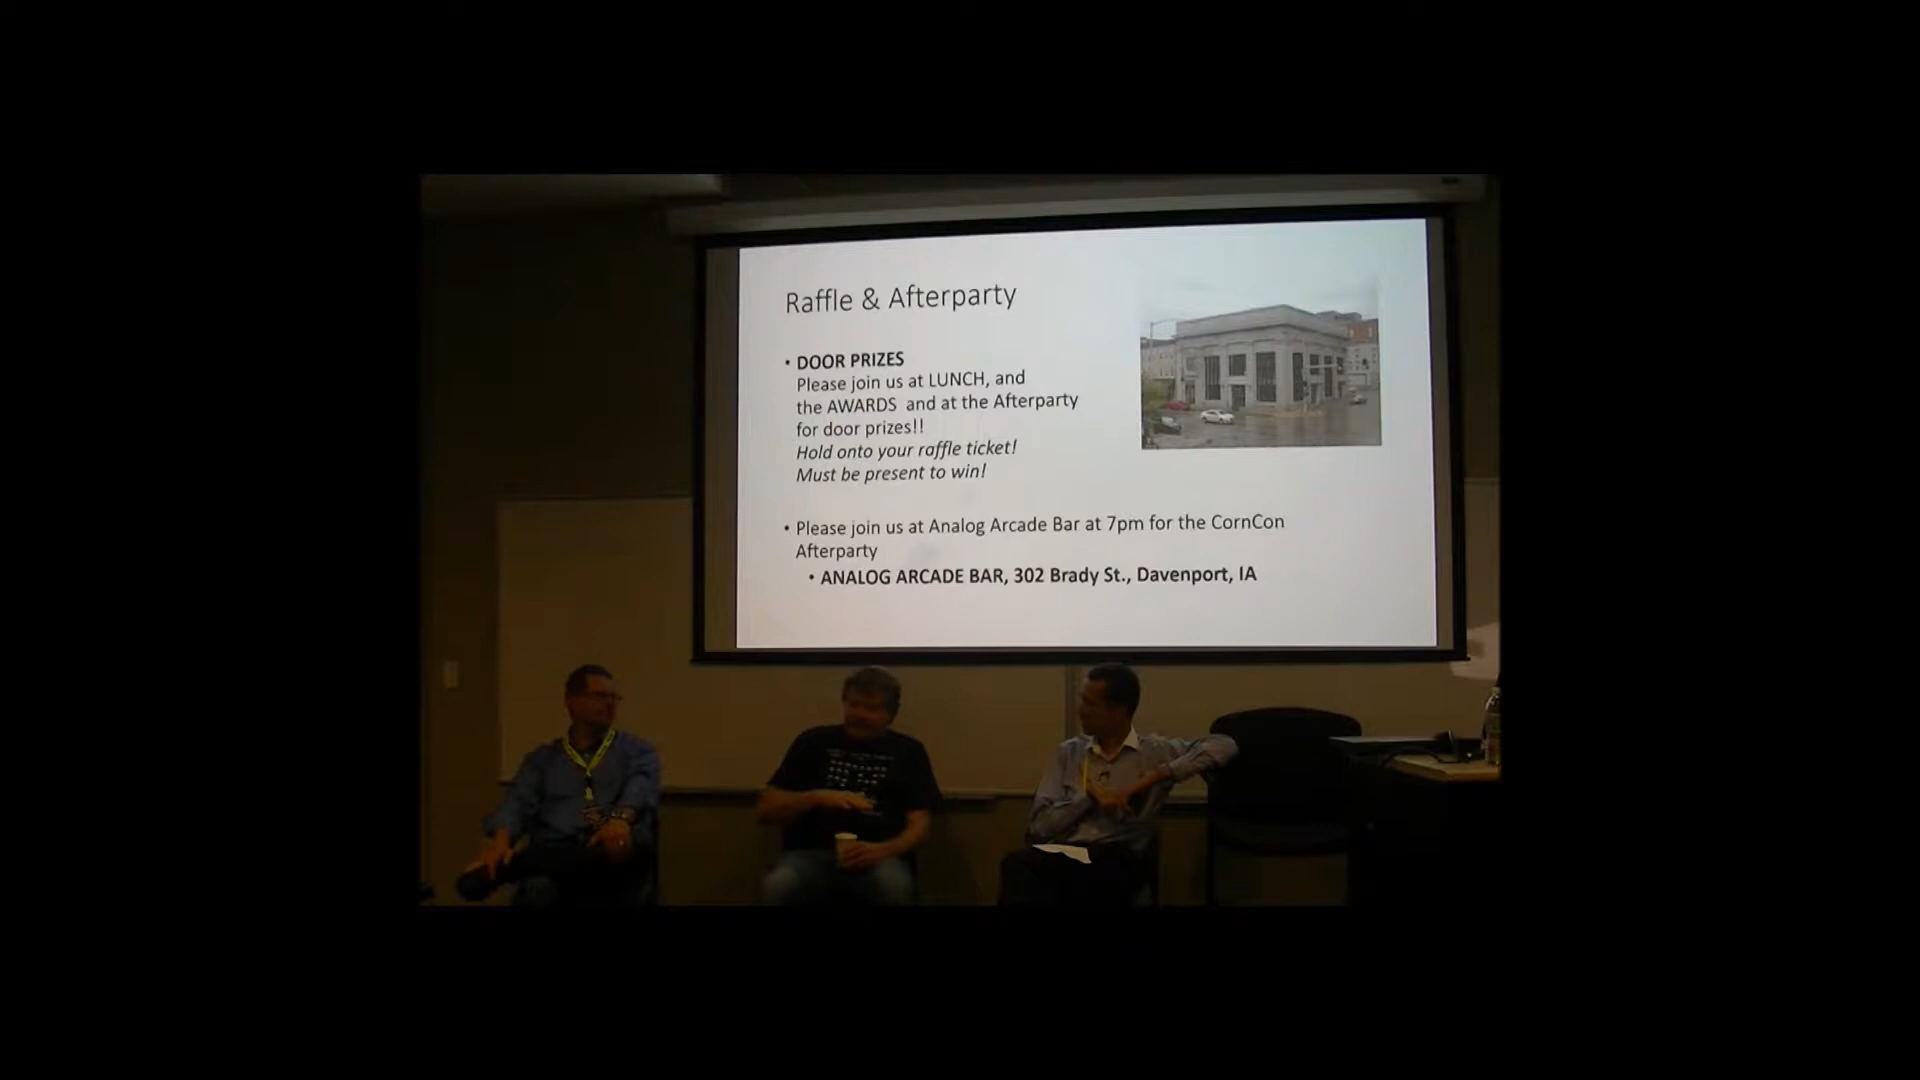 Raffle & Afterparty
• DOOR PRIZES
Please join us at LUNCH, and
the AWARDS and at the Afterparty
for door prizes!!
Hold onto your raffle ticket!
Must be present to win!
• Please join us at Analog Arcade Bar at 7pm for the CornCon
Afterparty
• ANALOG ARCADE BAR, 302 Brady St., Davenport, IA